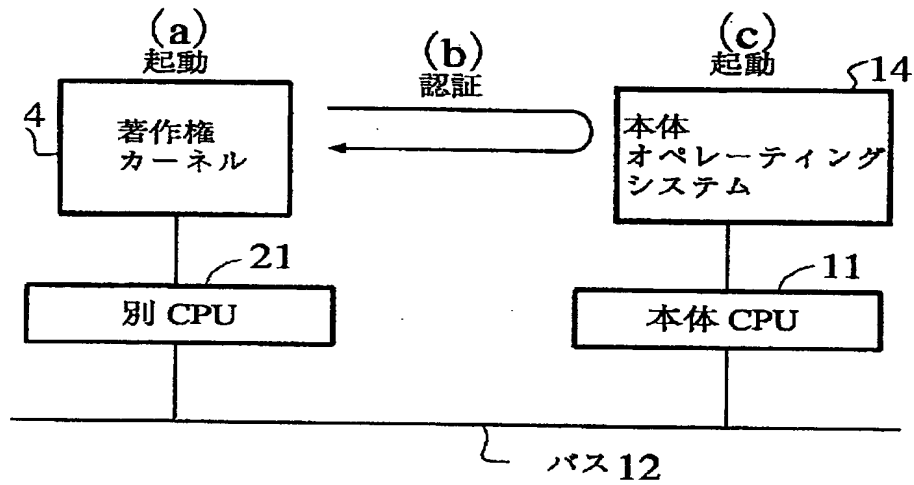 (a)
起動
(b)
認証
(c)
起動
4
著作権
カーネル
14
本体
オペレーティング
システム
21
別 CPU
11
本体 CPU
バス 12